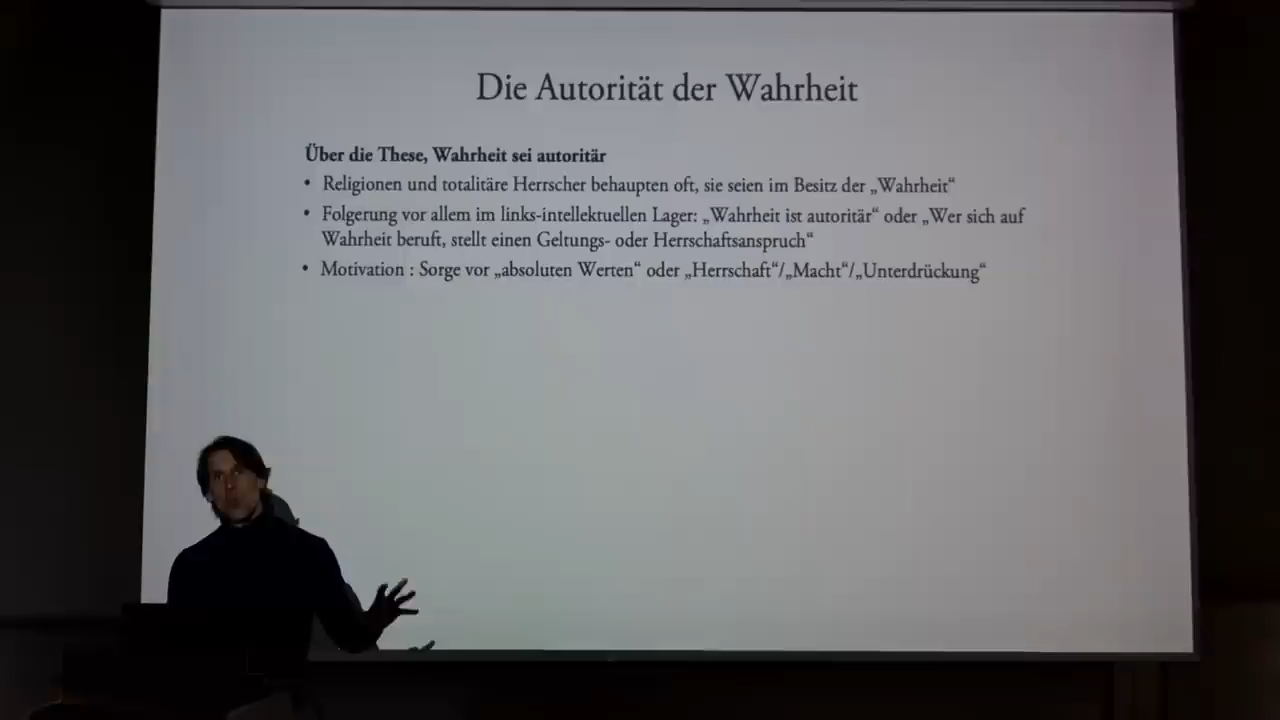 Die Autorität der Wahrheit
Über die These, Wahrheit sei autoritär
• Religionen und totalitäre Herrscher behaupten oft, sie seien im Besitz der „Wahrheit“
• Folgerung vor allem im links-intellektuellen Lager: „Wahrheit ist autoritär“ oder „Wer sich auf
Wahrheit beruft, stellt einen Geltungs- oder Herrschaftsanspruch“
• Motivation : Sorge vor „absoluten Werten“ oder „Herrschaft“/„Macht“/„Unterdrückung“